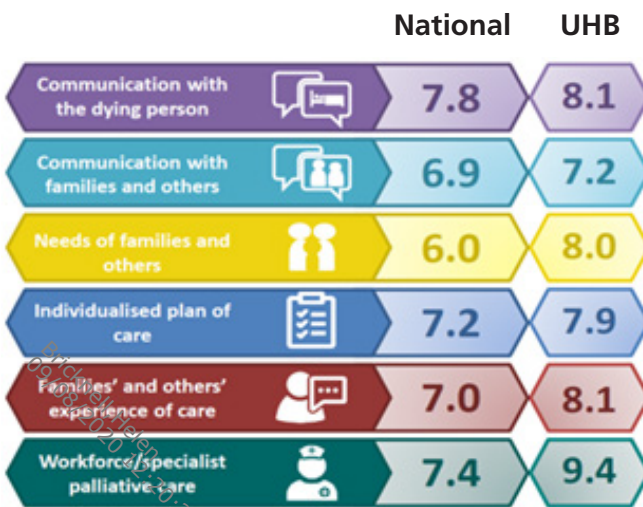 National UHB
Communication with
the dying person
7.8 8.1
Communication with
families and others
6.9 7.2
Needs of families and
others
6.0 8.0
Individualised plan of
care
7.2 7.9
Families' and others'
experience of care
7.0 8.1
Workforce/specialist
palliative care
7.4 9.4